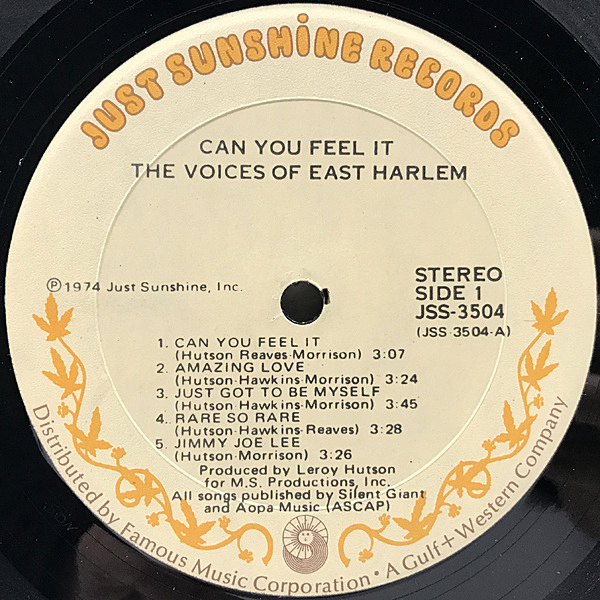 JUST SUNSHINE RECORDS
CAN YOU FEEL IT
THE VOICES OF EAST HARLEM
℗1974 Just Sunshine, Inc.
STEREO
SIDE 1
JSS-3504
(JSS-3504-A)
1. CAN YOU FEEL IT
(Hutson-Reaves-Morrison) 3:07
2. AMAZING LOVE
(Hutson-Hawkins-Morrison) 3:24
3. JUST GOT TO BE MYSELF
(Hutson-Hawkins-Morrison) 3:45
4. RARE SO RARE
(Hutson-Hawkins-Reaves) 3:28
5. JIMMY JOE LEE
(Hutson-Morrison) 3:26
Produced by Leroy Hutson
for M.S. Productions, Inc.
All songs published by Silent Giant
and Aopa Music (ASCAP)
Distributed by Famous Music Corporation • A Gulf+Western Company